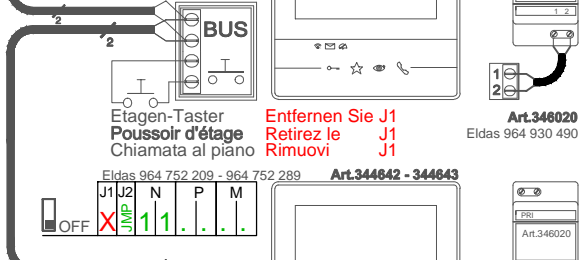 1 2
2
2
BUS
1
2
Etagen-Taster Entfernen Sie J1
Poussoir d'étage Retirez le J1
Chiamata al piano Rimuovi J1
Art.346020
Eldas 964 930 490
Eldas 964 752 209 - 964 752 289 Art.344642 - 344643
J1 J2 N P M
OFF X JMP 1 1 . . . .
PRI
Art.346020